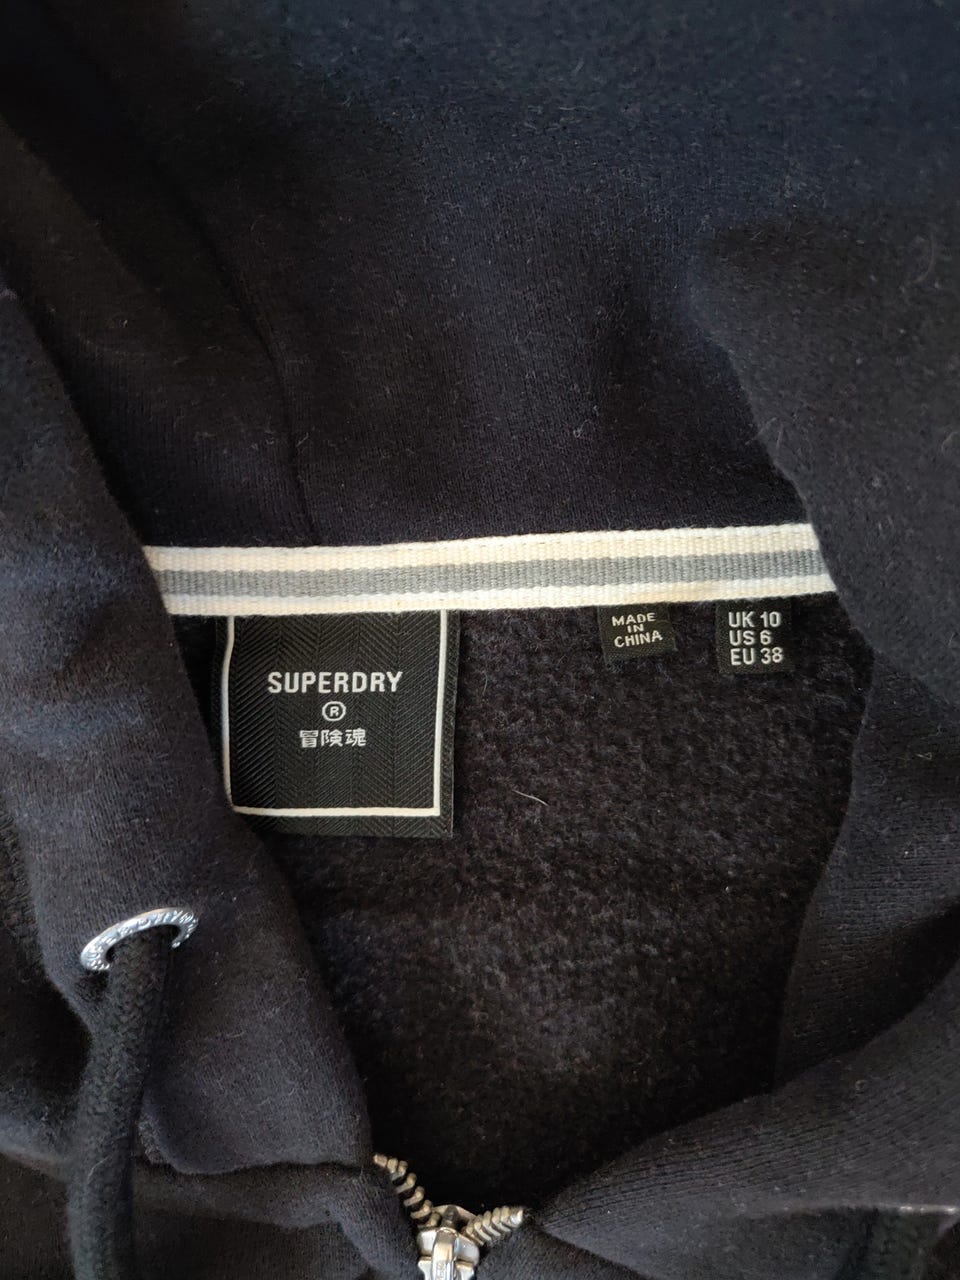 SUPERDRY
®
冒険魂
MADE
IN
CHINA
UK 10
US 6
EU 38